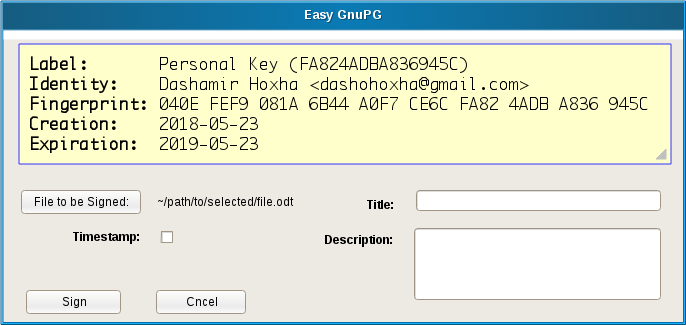 Easy GnuPG
Label: Personal Key (FA824ADBA836945C)
Identity: Dashamir Hoxha <dashohoxha@gmail.com>
Fingerprint: 040E FEF9 081A 6B44 A0F7 CE6C FA82 4ADB A836 945C
Creation: 2018-05-23
Expiration: 2019-05-23
File to be Signed: ~/path/to/selected/file.odt Title:
Timestamp: Description:
Sign Cncel